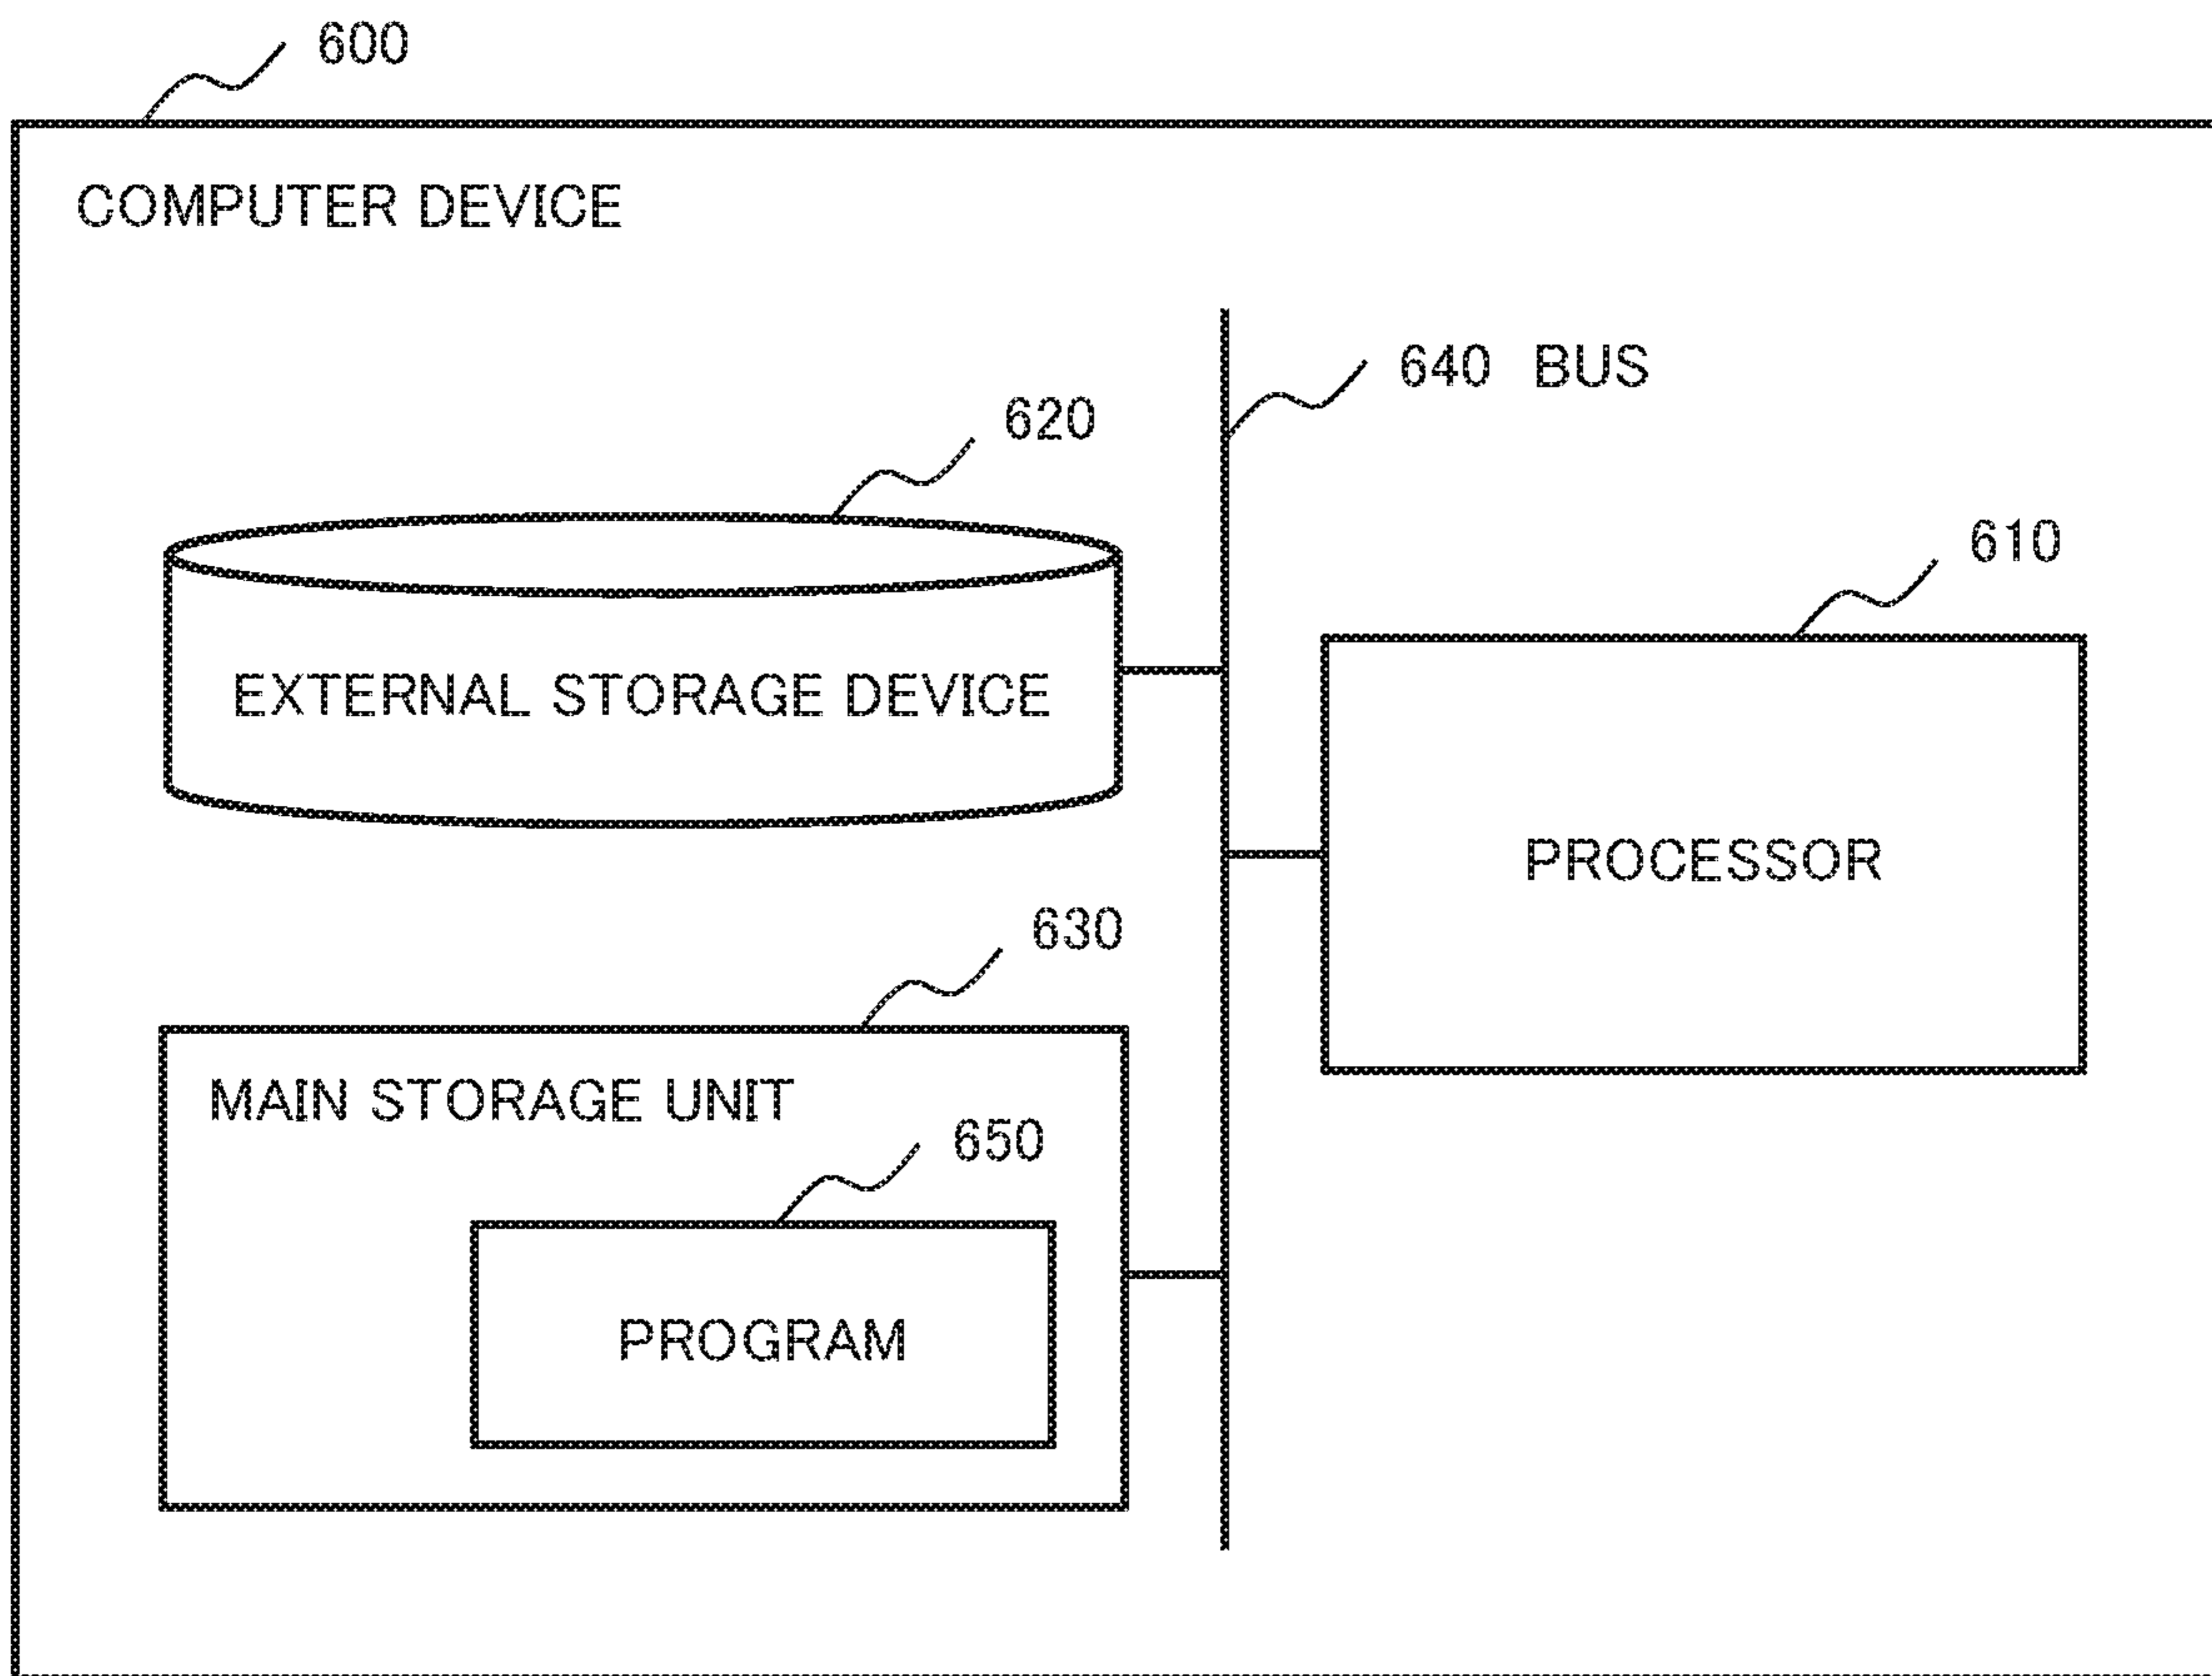 600
COMPUTER DEVICE
640 BUS
620
610
EXTERNAL STORAGE DEVICE
PROCESSOR
630
MAIN STORAGE UNIT
650
PROGRAM